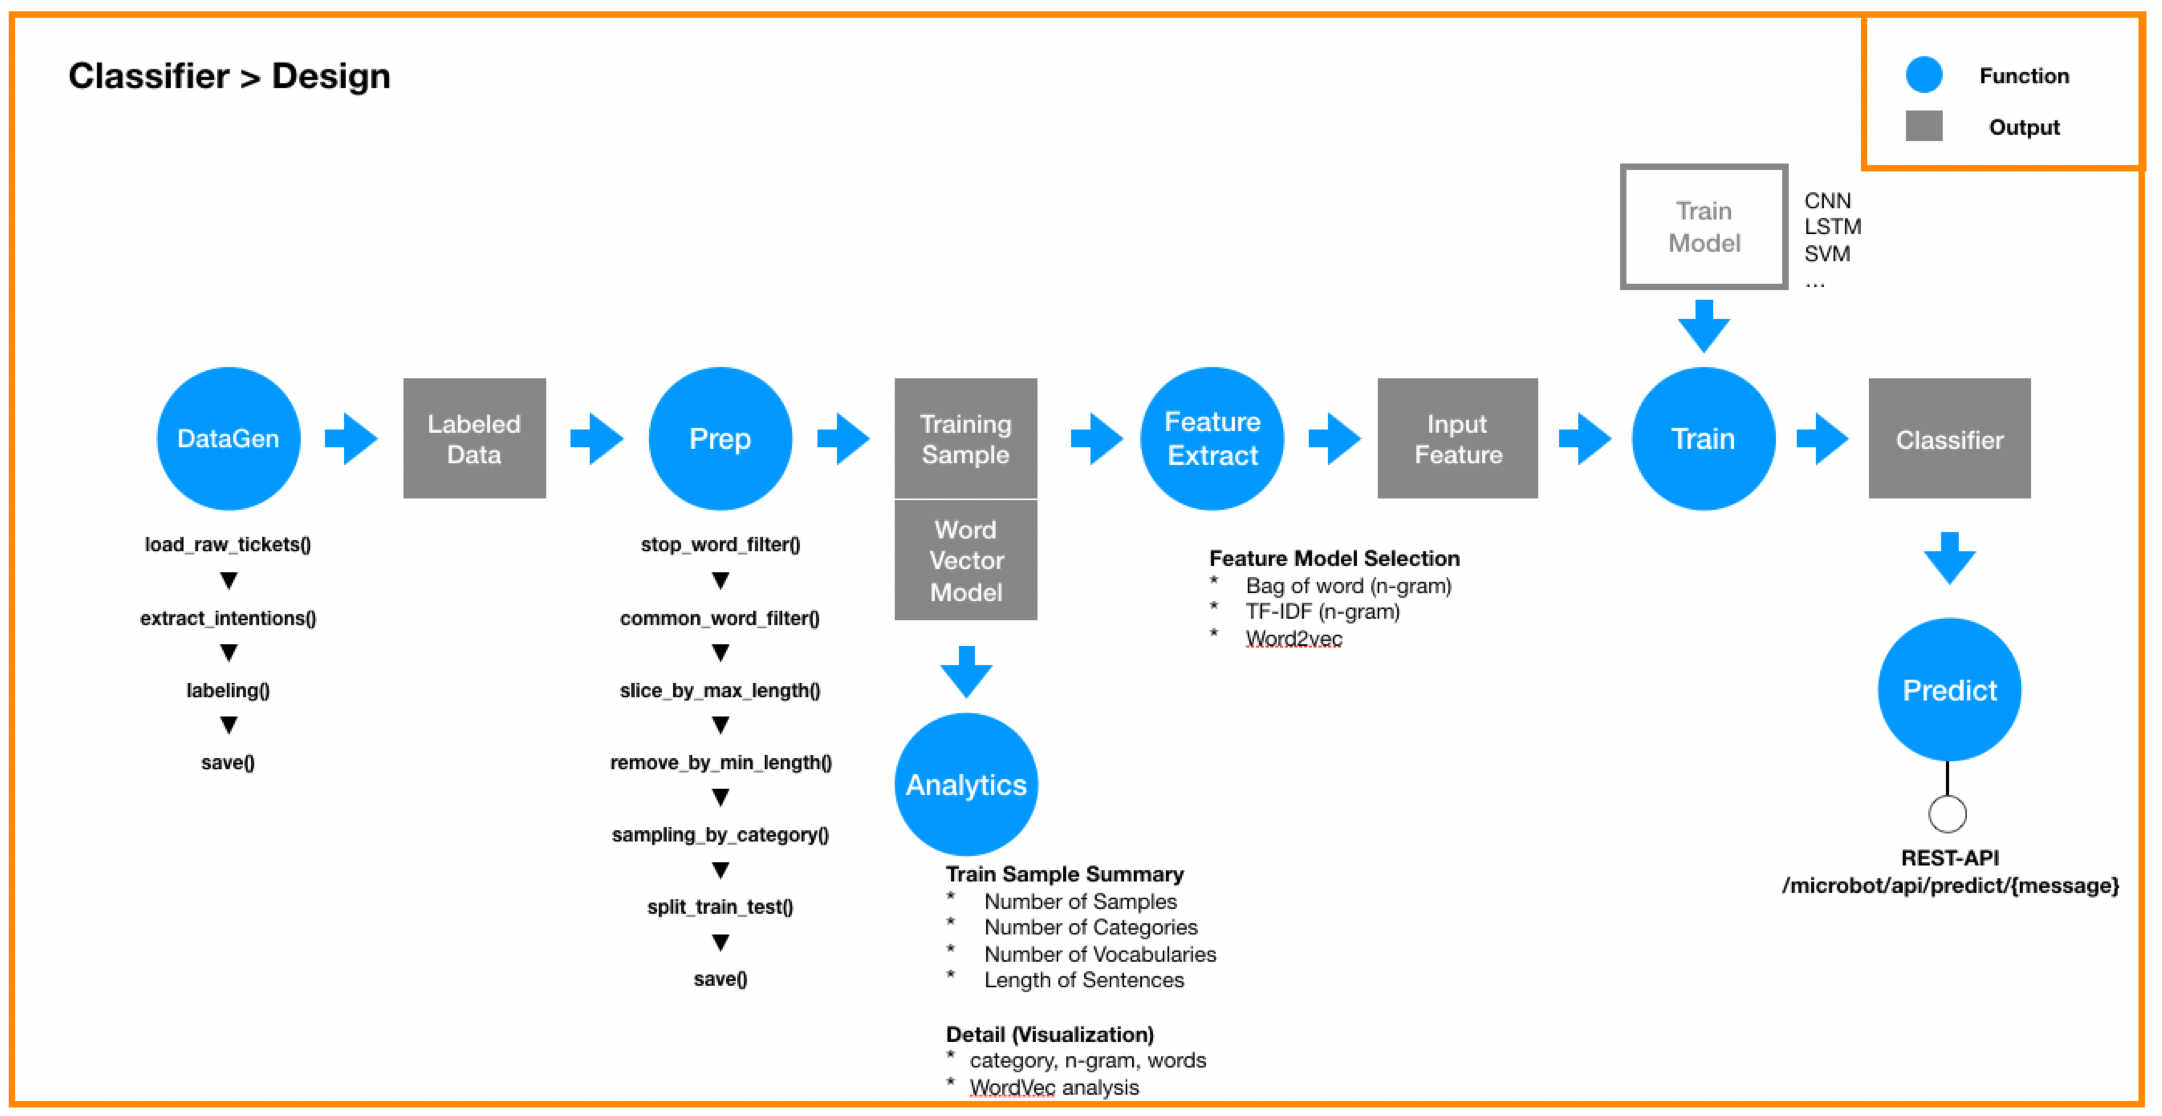 Classifier > Design
Function
Output
Train
Model
CNN
LSTM
SVM
...
DataGen
Labeled
Data
Prep
Training
Sample
Word
Vector
Model
Feature
Extract
Input
Feature
Train
Classifier
load_raw_tickets()
▼
extract_intentions()
▼
labeling()
▼
save()
stop_word_filter()
▼
common_word_filter()
▼
slice_by_max_length()
▼
remove_by_min_length()
▼
sampling_by_category()
▼
split_train_test()
▼
save()
Analytics
Train Sample Summary
* Number of Samples
* Number of Categories
* Number of Vocabularies
* Length of Sentences
Detail (Visualization)
* category, n-gram, words
* WordVec analysis
Feature Model Selection
* Bag of word (n-gram)
* TF-IDF (n-gram)
* Word2vec
Predict
REST-API
/microbot/api/predict/{message}